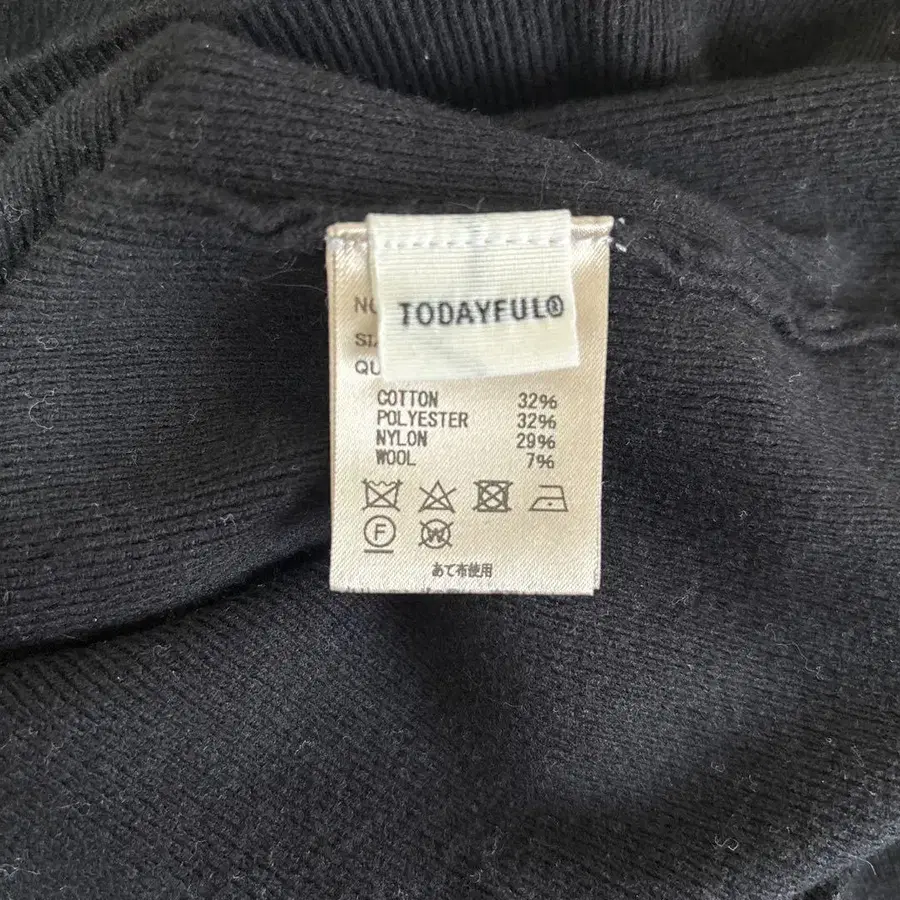 TODAYFUL®
COTTON 32%
POLYESTER 32%
NYLON 29%
WOOL 7%
F W
あて布使用